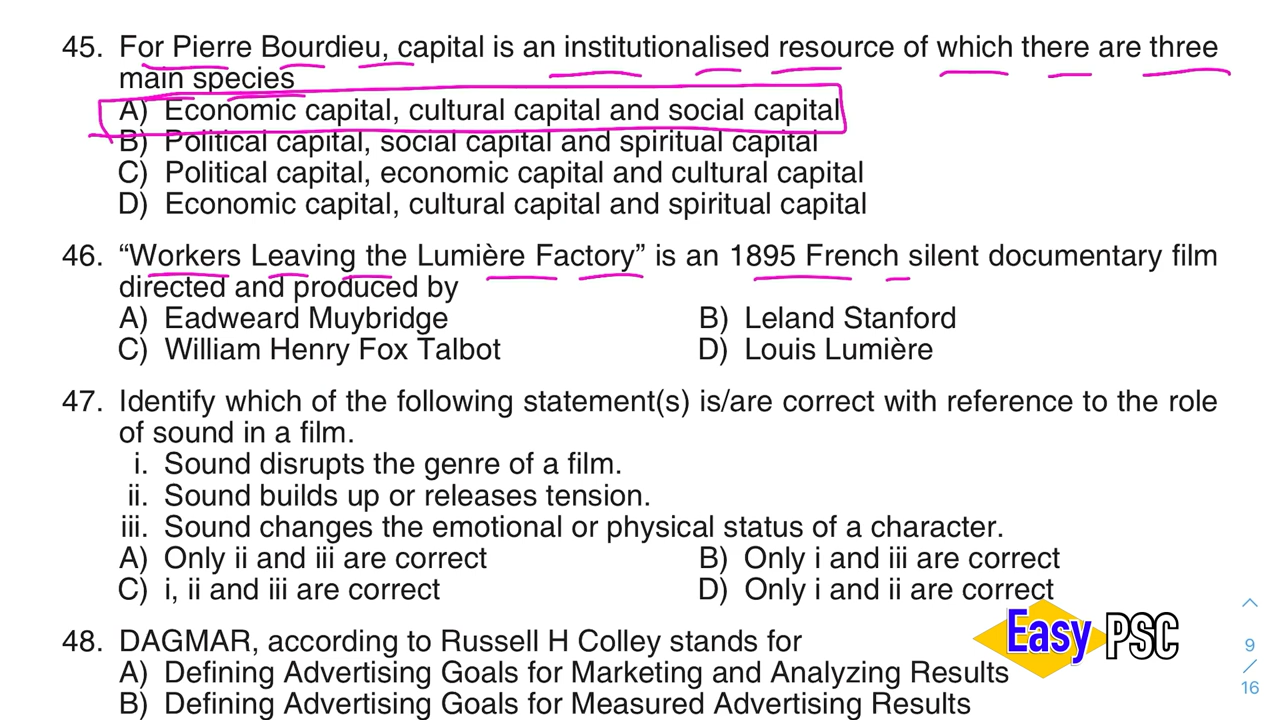 45. For Pierre Bourdieu, capital is an institutionalised resource of which there are three
main species
A) Economic capital, cultural capital and social capital
B) Political capital, social capital and spiritual capital
C) Political capital, economic capital and cultural capital
D) Economic capital, cultural capital and spiritual capital
46. “Workers Leaving the Lumière Factory” is an 1895 French silent documentary film
directed and produced by
A) Eadweard Muybridge B) Leland Stanford
C) William Henry Fox Talbot D) Louis Lumière
47. Identify which of the following statement(s) is/are correct with reference to the role
of sound in a film.
i. Sound disrupts the genre of a film.
ii. Sound builds up or releases tension.
iii. Sound changes the emotional or physical status of a character.
A) Only ii and iii are correct B) Only i and iii are correct
C) i, ii and iii are correct D) Only i and ii are correct
48. DAGMAR, according to Russell H Colley stands for
A) Defining Advertising Goals for Marketing and Analyzing Results
B) Defining Advertising Goals for Measured Advertising Results
Easy PSC
9
/
16